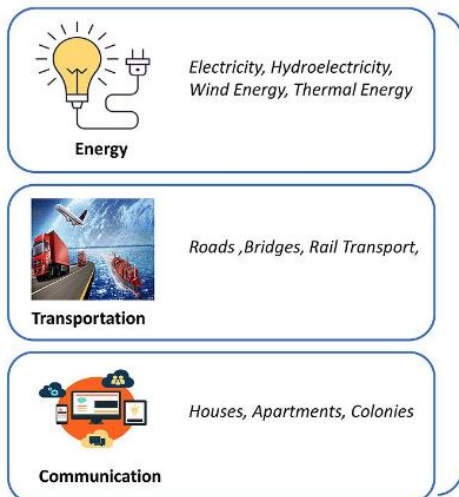 Electricity, Hydroelectricity,
Wind Energy, Thermal Energy
Energy
Roads ,Bridges, Rail Transport,
Transportation
Houses, Apartments, Colonies
Communication